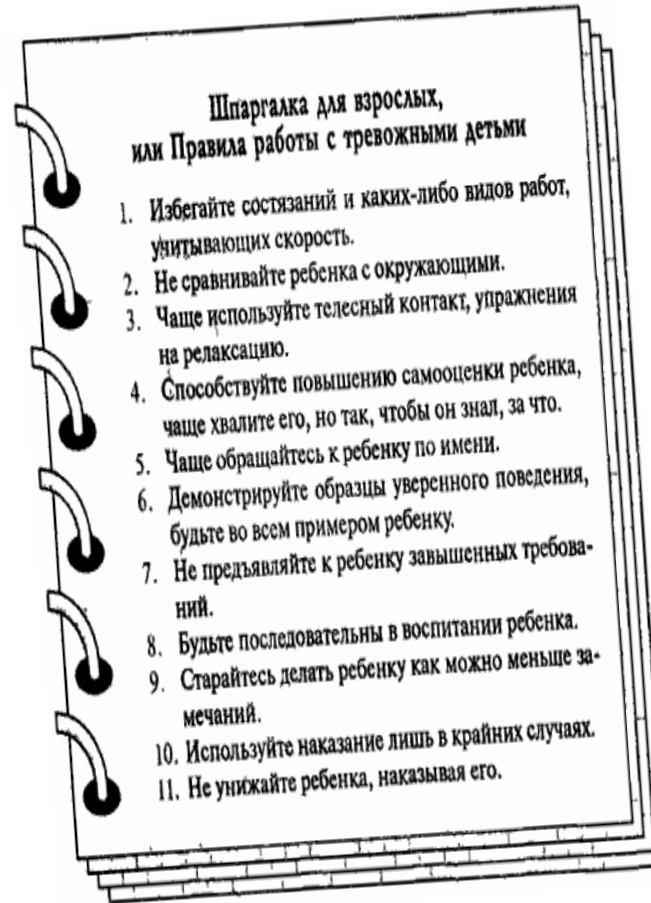 Шпаргалка для взрослых,
или Правила работы с тревожными детьми
1. Избегайте состязаний и каких-либо видов работ,
учитывающих скорость.
2. Не сравнивайте ребенка с окружающими.
3. Чаще используйте телесный контакт, упражнения
на релаксацию.
4. Способствуйте повышению самооценки ребенка,
чаще хвалите его, но так, чтобы он знал, за что.
5. Чаще обращайтесь к ребенку по имени.
6. Демонстрируйте образцы уверенного поведения,
будьте во всем примером ребенку.
7. Не предъявляйте к ребенку завышенных требова-
ний.
8. Будьте последовательны в воспитании ребенка.
9. Старайтесь делать ребенку как можно меньше за-
мечаний.
10. Используйте наказание лишь в крайних случаях.
11. Не унижайте ребенка, наказывая его.